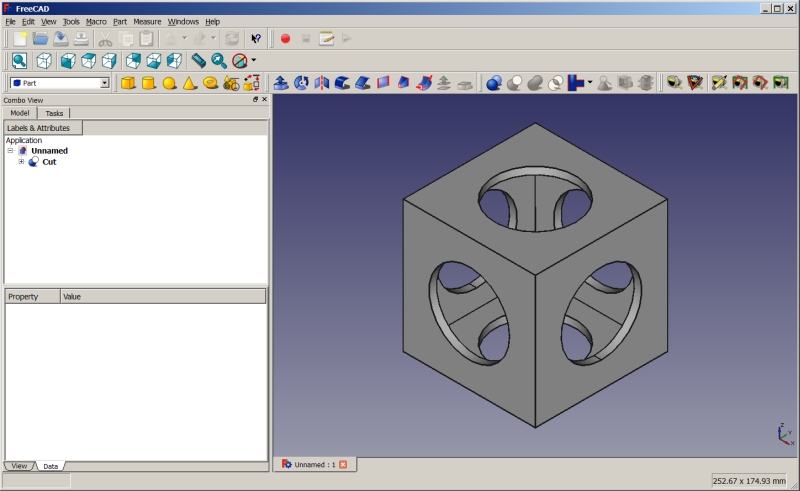 FreeCAD
File Edit View Tools Macro Part Measure Windows Help
Part
Combo View
Model Tasks
Labels & Attributes
Application
Unnamed
Cut
Property Value
View Data
Unnamed : 1
Z
Y
X
252.67 x 174.93 mm